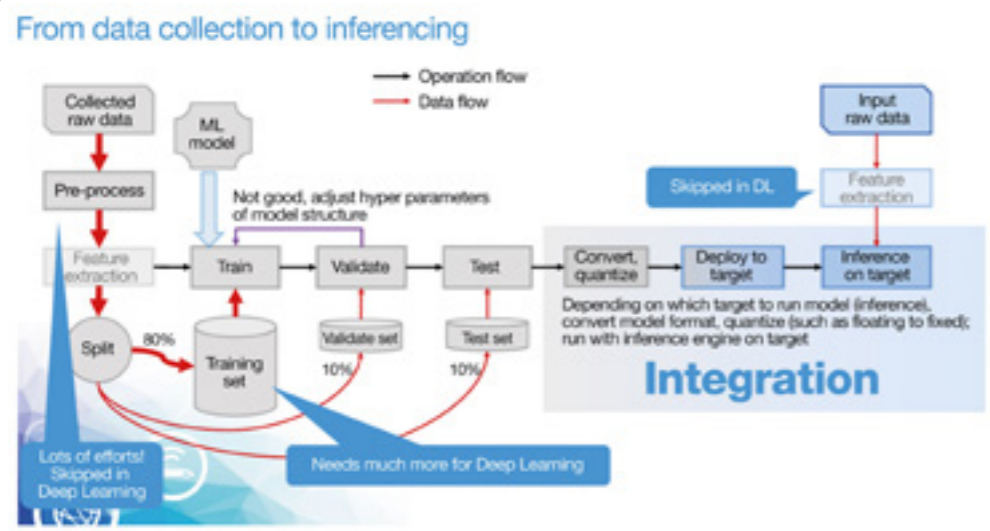 From data collection to inferencing
Operation flow
Data flow
Collected
raw data
ML
model
Input
raw data
Pre-process
Not good, adjust hyper parameters
of model structure
Skipped in DL
Feature
extraction
Feature
extraction
Train
Validate
Test
Convert,
quantize
Deploy to
target
Inference
on target
Depending on which target to run model (inference),
convert model format, quantize (such as floating to fixed);
run with inference engine on target
Split
80%
Training
set
Validate set
10%
Test set
10%
Integration
Lots of efforts!
Skipped in
Deep Learning
Needs much more for Deep Learning